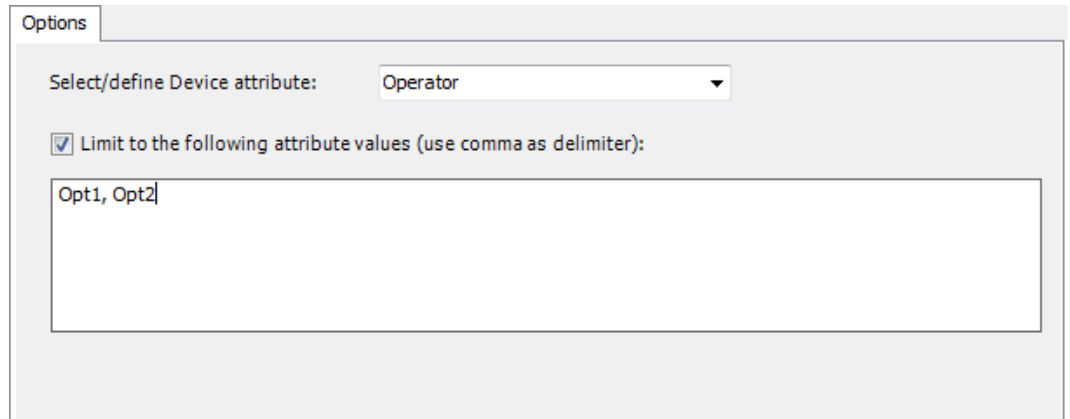 Options
Select/define Device attribute: Operator
Limit to the following attribute values (use comma as delimiter):
Opt1, Opt2